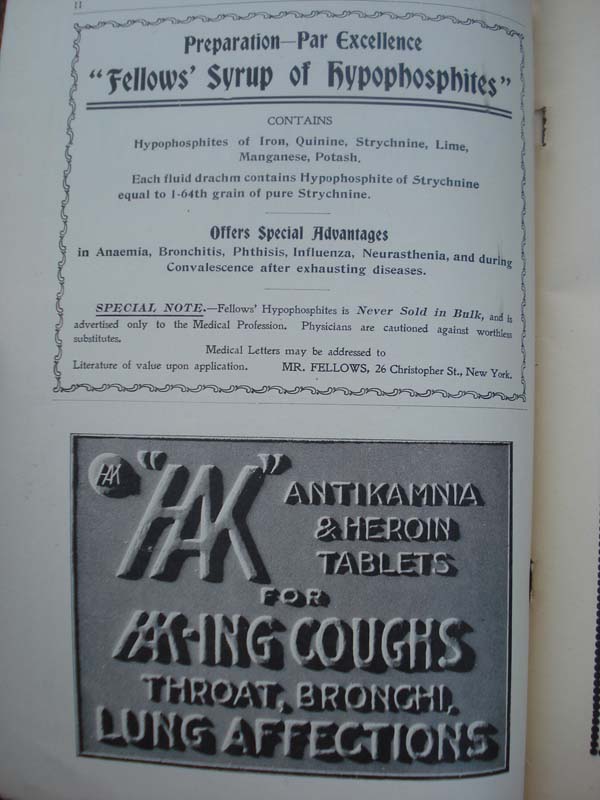 11
Preparation—Par Excellence
“Fellows’ Syrup of Hypophosphites”
CONTAINS
Hypophosphites of Iron, Quinine, Strychnine, Lime,
Manganese, Potash.
Each fluid drachm contains Hypophosphite of Strychnine
equal to 1-64th grain of pure Strychnine.
Offers Special Advantages
in Anaemia, Bronchitis, Phthisis, Influenza, Neurasthenia, and during
Convalescence after exhausting diseases.
SPECIAL NOTE.—Fellows’ Hypophosphites is Never Sold in Bulk, and is
advertised only to the Medical Profession. Physicians are cautioned against worthless
substitutes.
Medical Letters may be addressed to
Literature of value upon application. MR. FELLOWS, 26 Christopher St., New York.
HAK
“HAK”
ANTIKAMNIA
& HEROIN
TABLETS
FOR
HAK-ING COUGHS
THROAT, BRONCHI,
LUNG AFFECTIONS